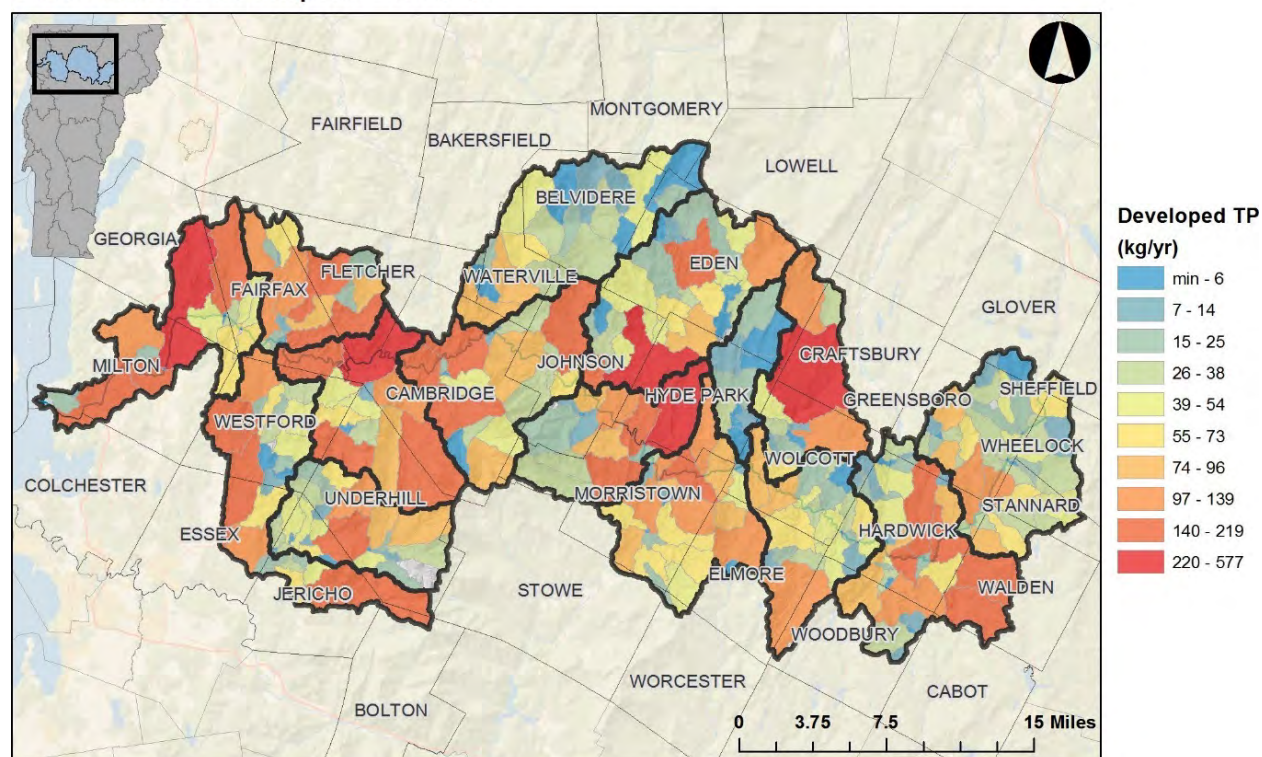 MONTGOMERY
FAIRFIELD
BAKERSFIELD
LOWELL
BELVIDERE
GEORGIA
EDEN
FLETCHER
WATERVILLE
FAIRFAX
GLOVER
CRAFTSBURY
JOHNSON
MILTON
SHEFFIELD
CAMBRIDGE
HYDE PARK
GREENSBORO
WESTFORD
WHEELOCK
WOLCOTT
COLCHESTER
UNDERHILL
MORRISTOWN
STANNARD
HARDWICK
ESSEX
ELMORE
STOWE
WALDEN
JERICHO
WOODBURY
WORCESTER
CABOT
BOLTON
0 3.75 7.5 15 Miles
Developed TP
(kg/yr)
min - 6
7 - 14
15 - 25
26 - 38
39 - 54
55 - 73
74 - 96
97 - 139
140 - 219
220 - 577